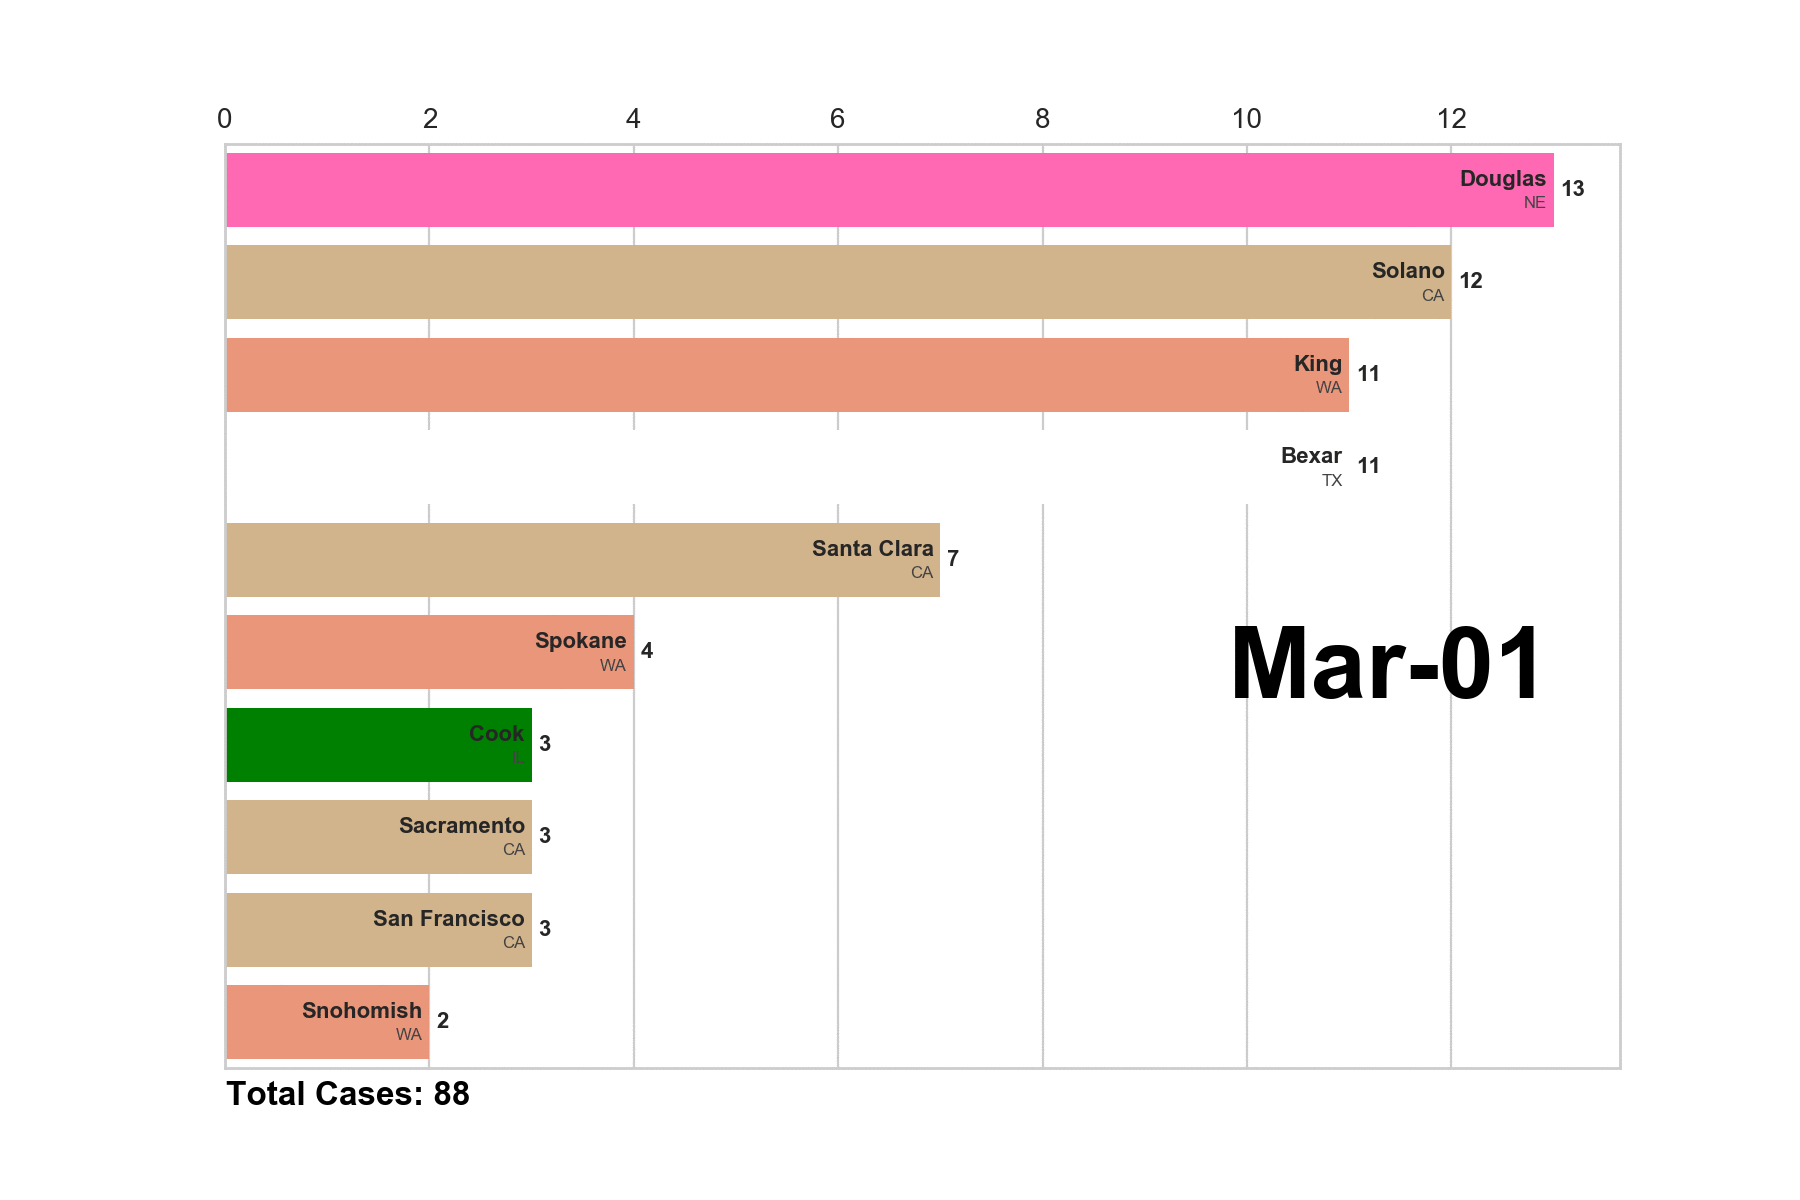 0 2 4 6 8 10 12
Douglas
NE
13
Solano
CA
12
King
WA
11
Bexar
TX
11
Santa Clara
CA
7
Spokane
WA
4
Mar-01
Cook
IL
3
Sacramento
CA
3
San Francisco
CA
3
Snohomish
WA
2
Total Cases: 88